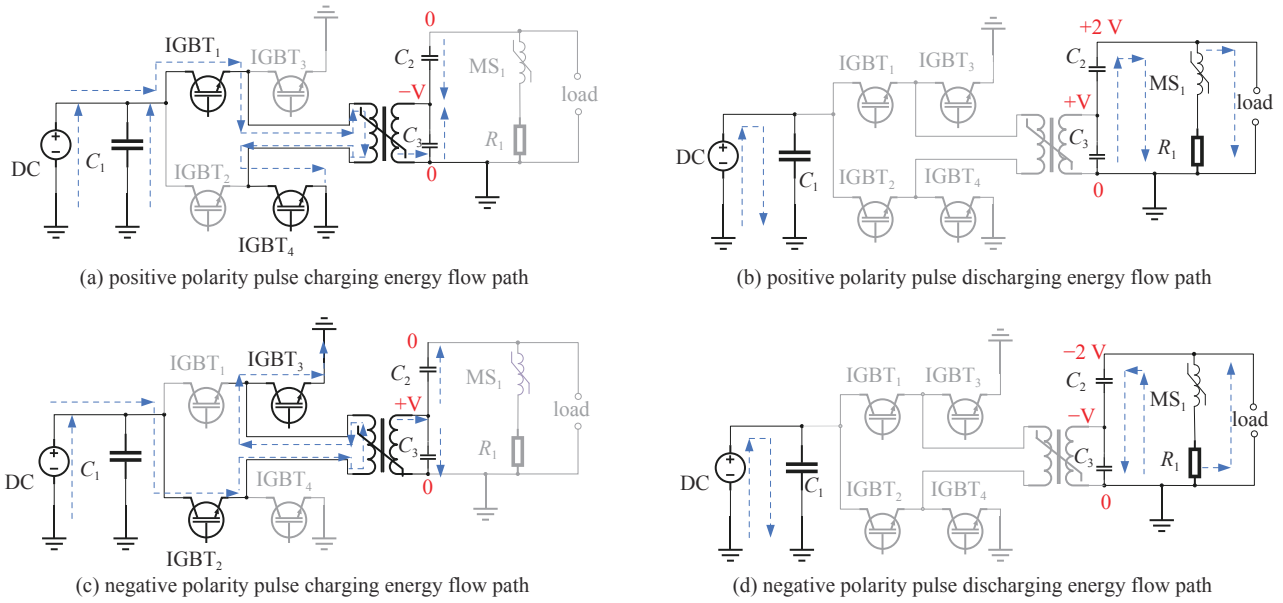 IGBT₁
IGBT₃
0
C₂
MS₁
load
−V
DC
C₁
C₃
R₁
IGBT₂
0
IGBT₄
(a) positive polarity pulse charging energy flow path
+2 V
IGBT₁
IGBT₃
C₂
MS₁
load
+V
DC
C₁
C₃
R₁
IGBT₂
IGBT₄
0
(b) positive polarity pulse discharging energy flow path
IGBT₁
IGBT₃
0
C₂
MS₁
load
+V
DC
C₁
C₃
R₁
IGBT₄
0
IGBT₂
(c) negative polarity pulse charging energy flow path
−2 V
IGBT₁
IGBT₃
C₂
MS₁
load
−V
DC
C₁
C₃
R₁
IGBT₂
IGBT₄
0
(d) negative polarity pulse discharging energy flow path